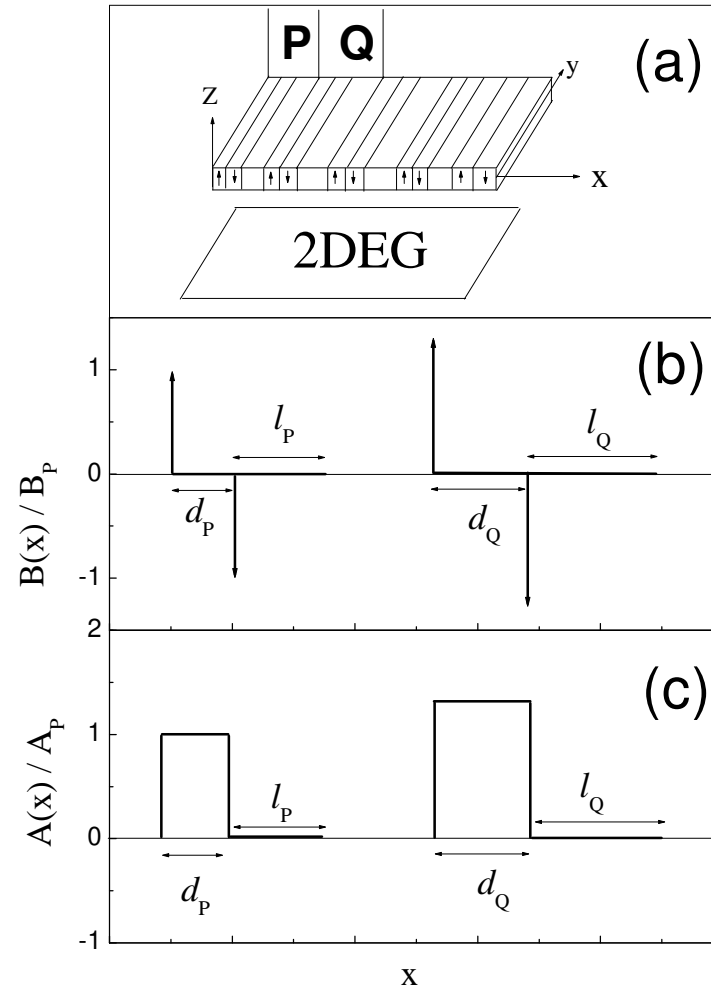 P Q
(a)
y
Z
x
2DEG
(b)
B(x) / B_P
1
0
-1
l_P
d_P
l_Q
d_Q
(c)
A(x) / A_P
2
1
0
-1
l_P
d_P
l_Q
d_Q
x